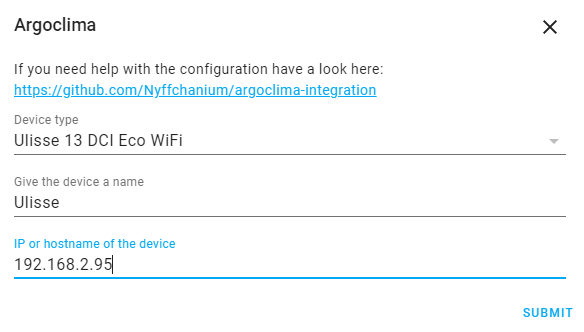 Argoclima
If you need help with the configuration have a look here:
https://github.com/Nyffchanium/argoclima-integration
Device type
Ulisse 13 DCI Eco WiFi
Give the device a name
Ulisse
IP or hostname of the device
192.168.2.95
SUBMIT